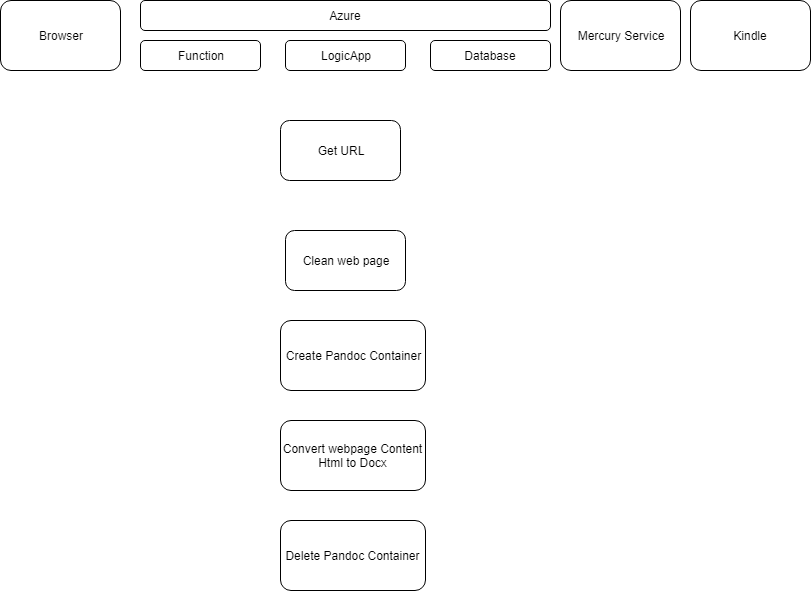 Browser
Azure
Function
LogicApp
Database
Mercury Service
Kindle
Get URL
Clean web page
Create Pandoc Container
Convert webpage Content
Html to Docx
Delete Pandoc Container